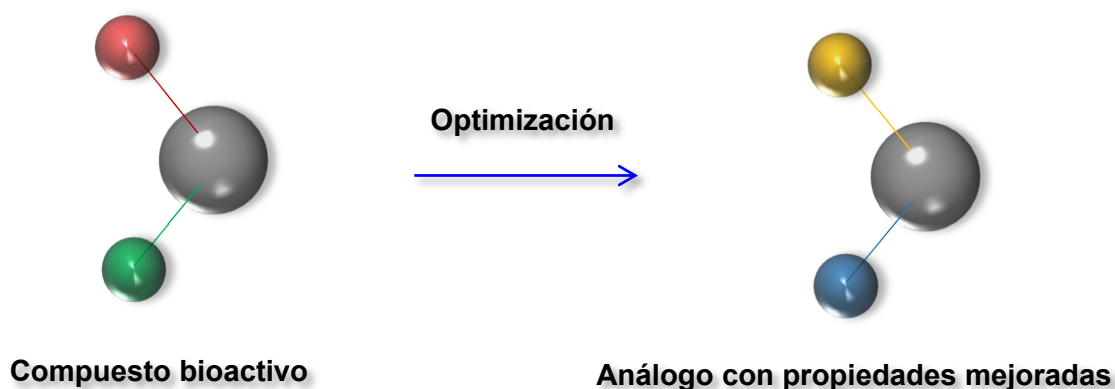 Optimización
Compuesto bioactivo
Análogo con propiedades mejoradas